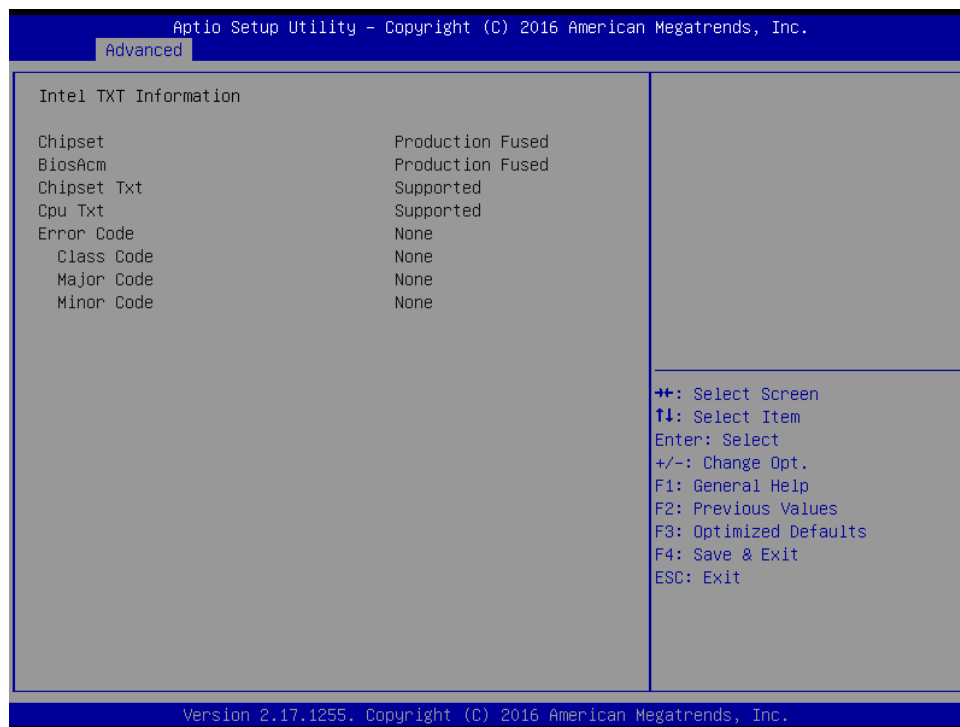 Aptio Setup Utility – Copyright (C) 2016 American Megatrends, Inc.
Advanced
Intel TXT Information
Chipset Production Fused
BiosAcm Production Fused
Chipset Txt Supported
Cpu Txt Supported
Error Code None
Class Code None
Major Code None
Minor Code None
→←: Select Screen
↑↓: Select Item
Enter: Select
+/-: Change Opt.
F1: General Help
F2: Previous Values
F3: Optimized Defaults
F4: Save & Exit
ESC: Exit
Version 2.17.1255. Copyright (C) 2016 American Megatrends, Inc.